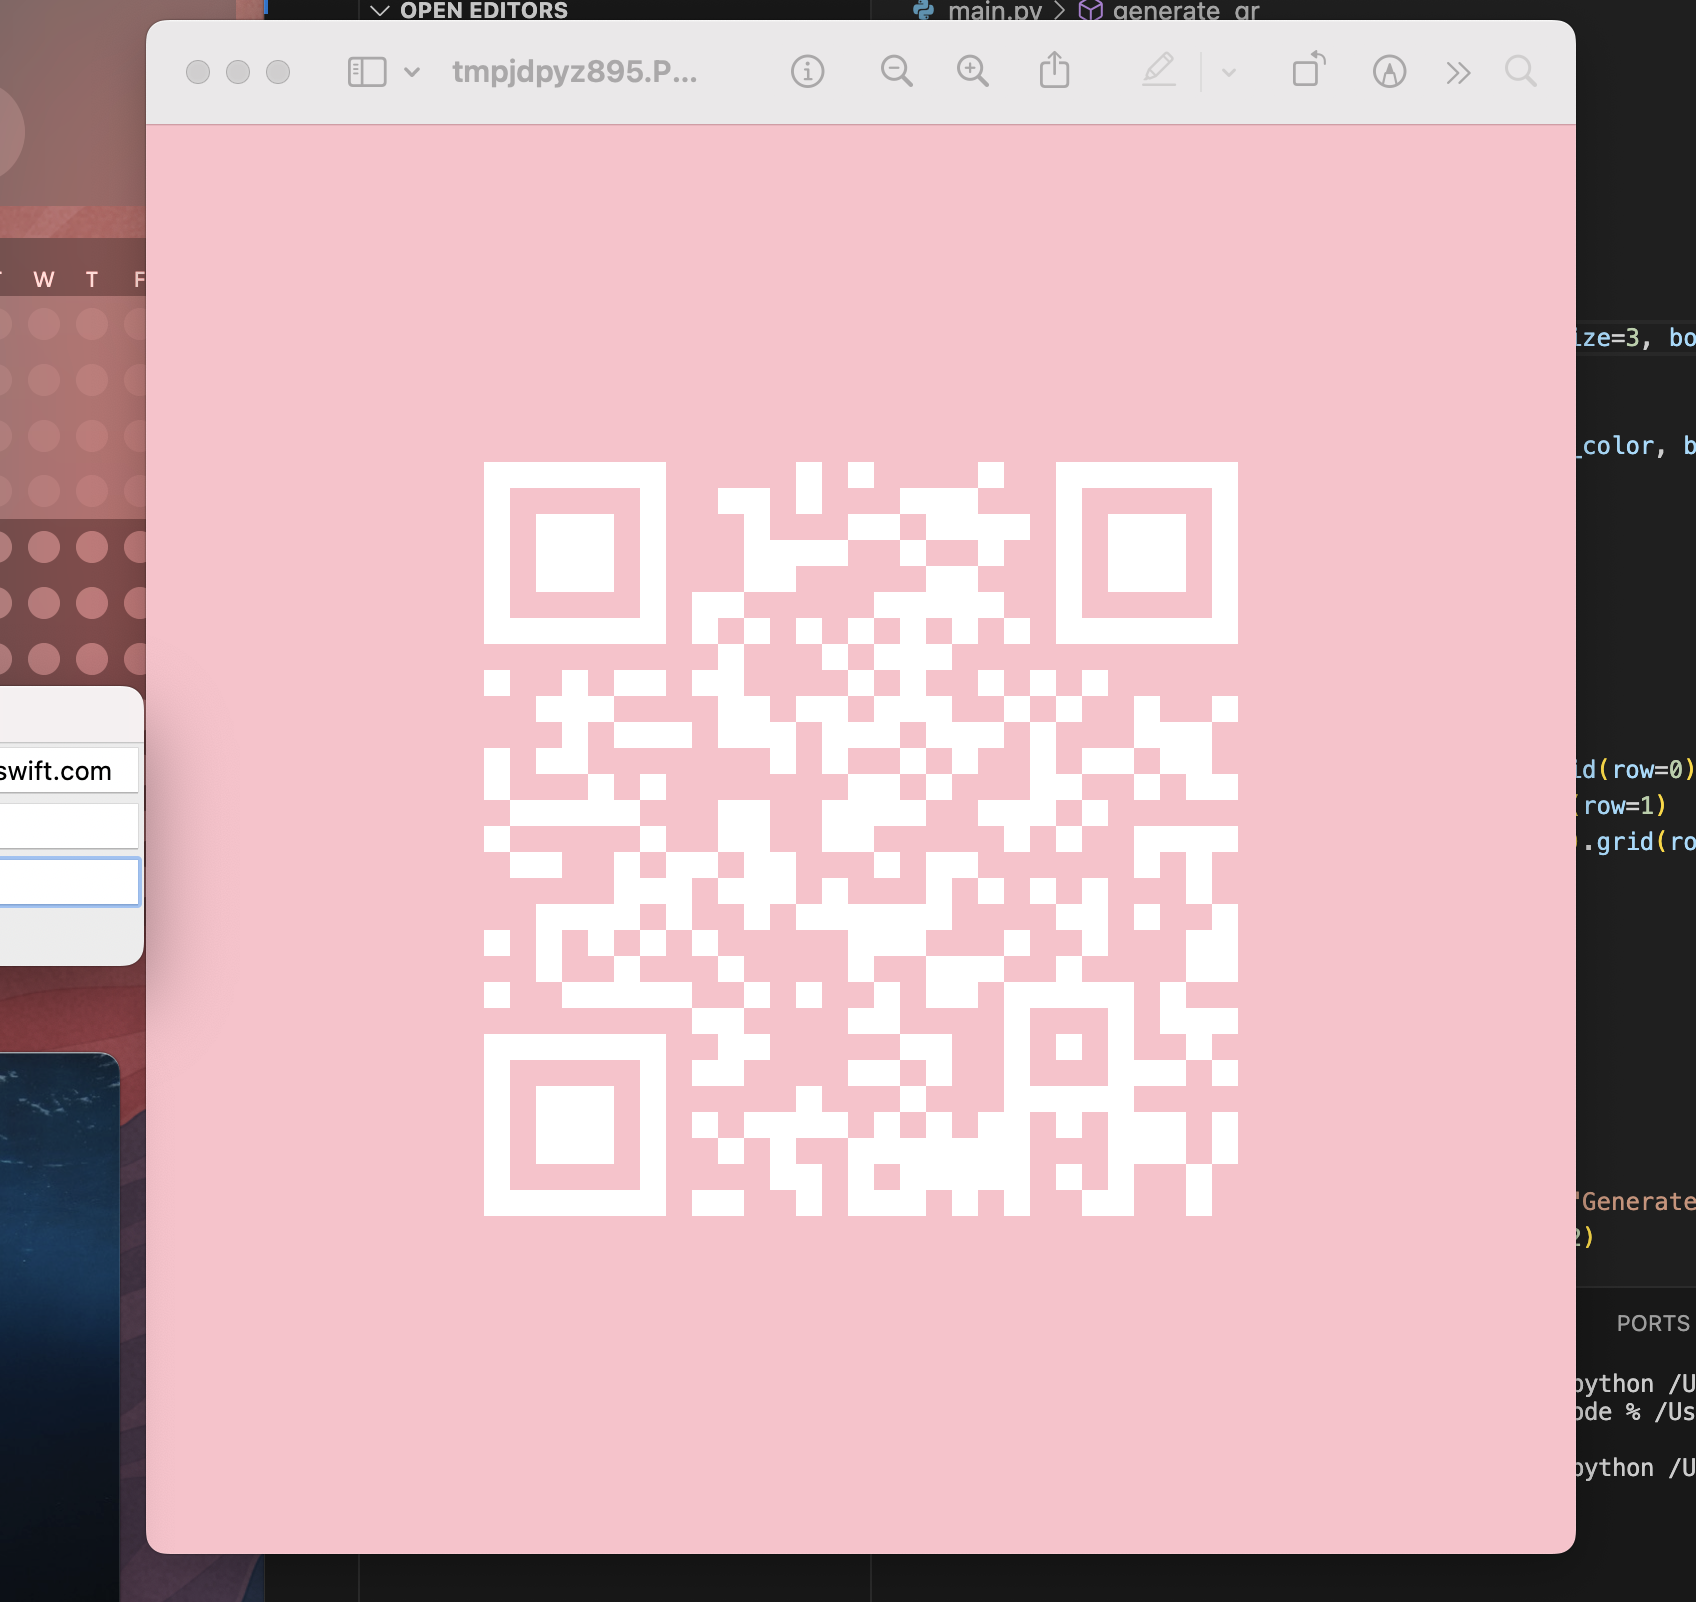 OPEN EDITORS
main.py > generate_qr
tmpjdpyz895.P...
W T F
ize=3, bo
_color, b
swift.com
id(row=0)
(row=1)
).grid(ro
"Generate
2)
PORTS
python /U
ode % /Us
python /U